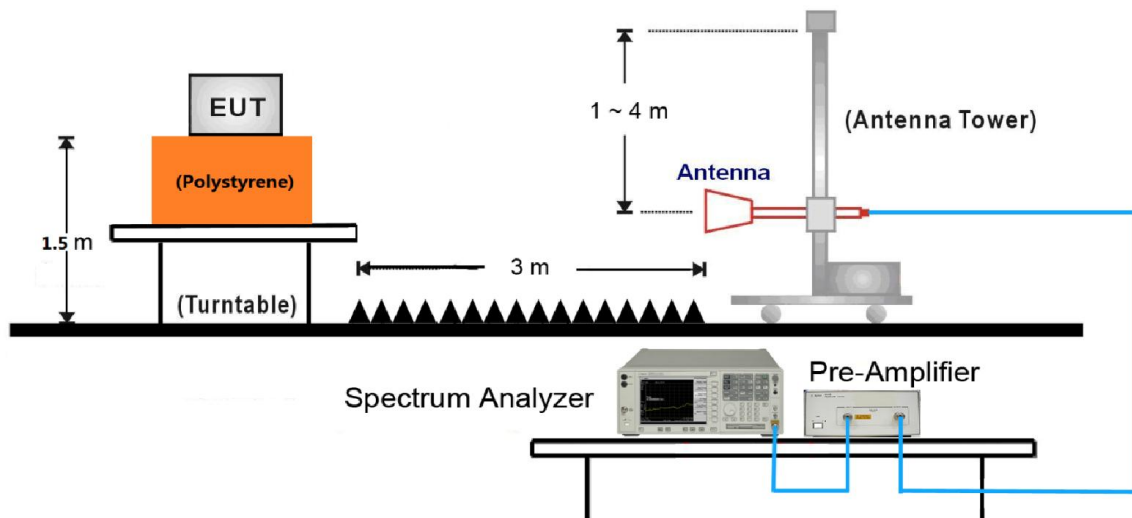 EUT
1 ~ 4 m
(Antenna Tower)
Antenna
(Polystyrene)
1.5 m
3 m
(Turntable)
Spectrum Analyzer
Pre-Amplifier